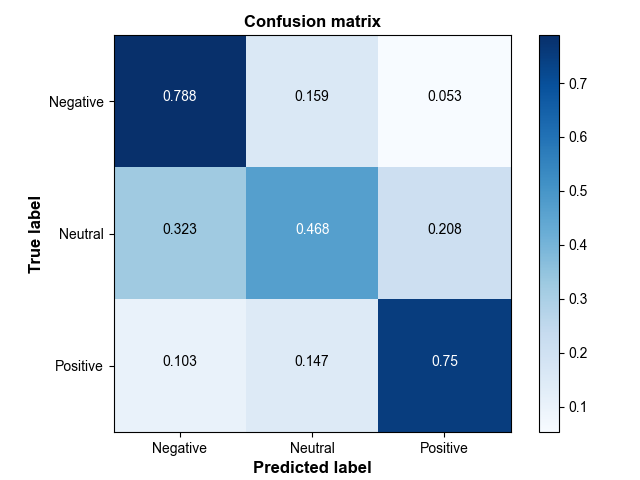 Confusion matrix
Negative 0.788 0.159 0.053
Neutral 0.323 0.468 0.208
Positive 0.103 0.147 0.75
Negative Neutral Positive
Predicted label
True label
0.7
0.6
0.5
0.4
0.3
0.2
0.1